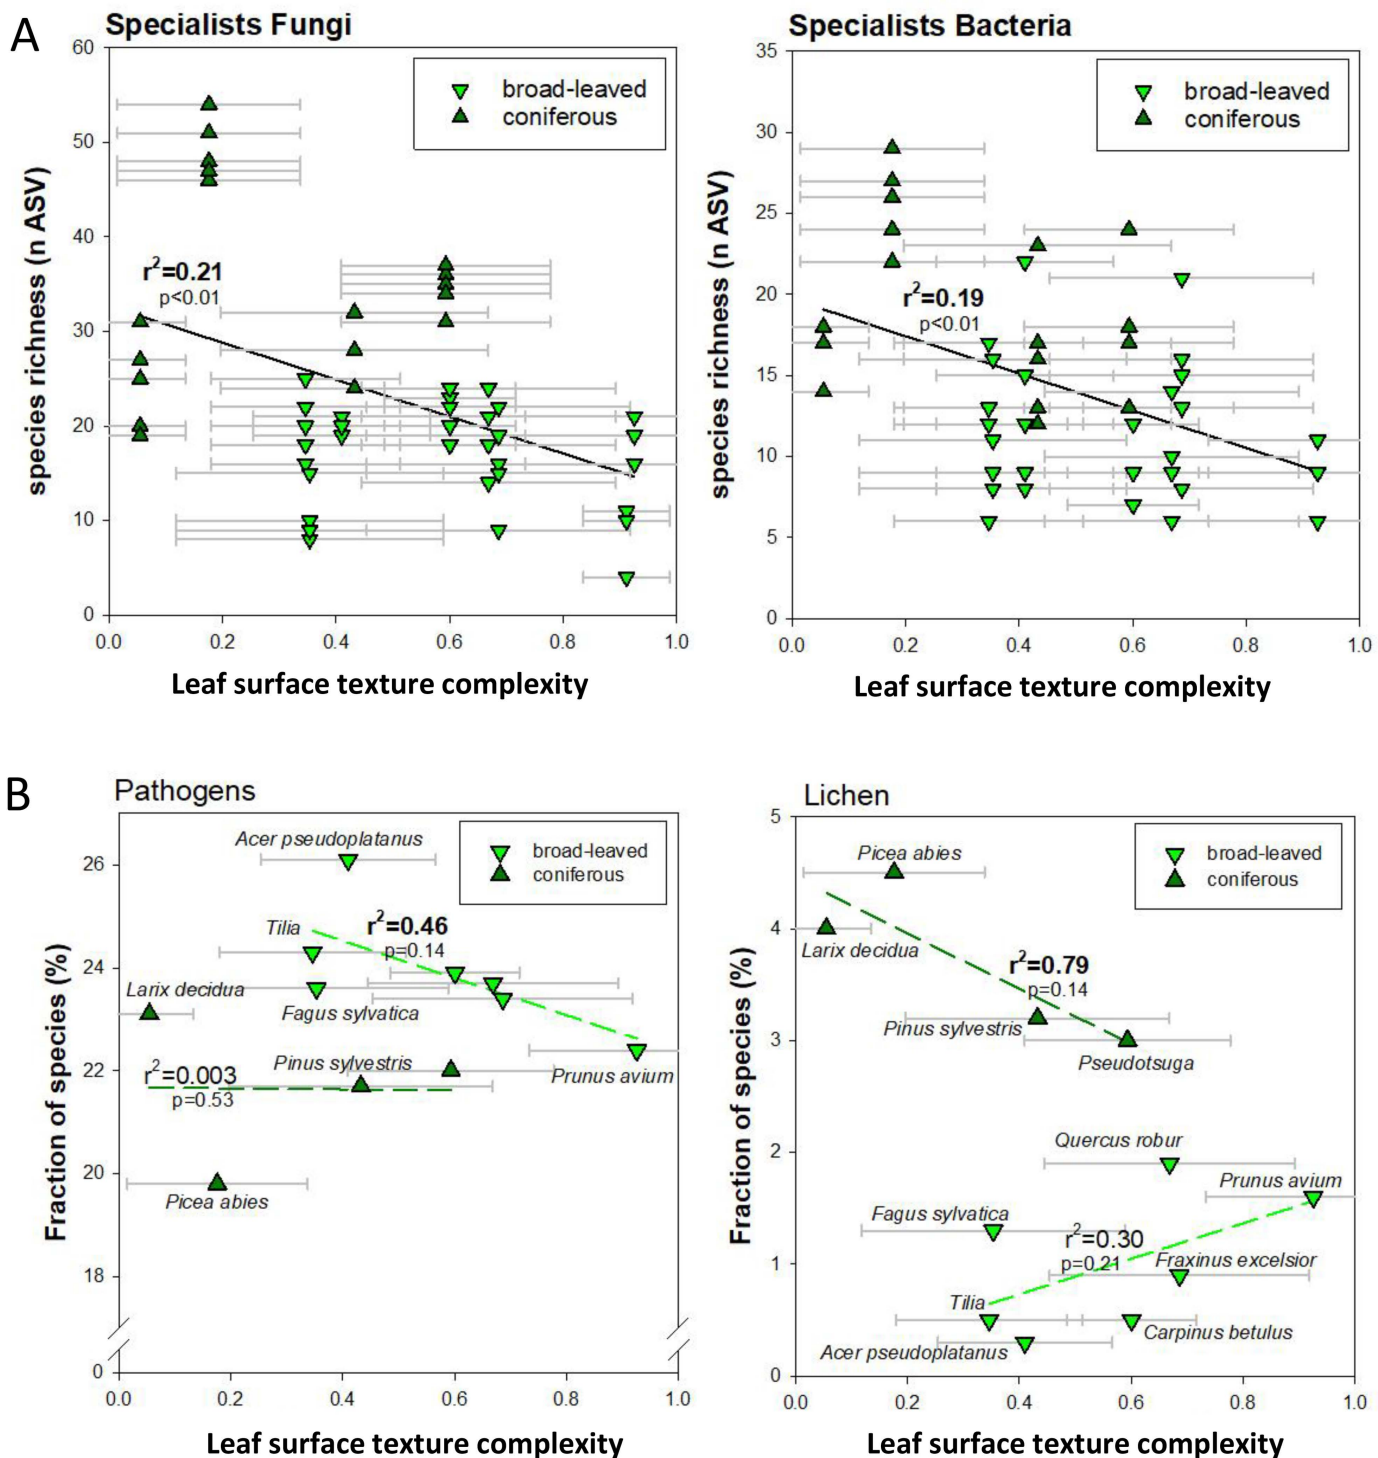 A
Specialists Fungi
60
50
40
30
20
10
0
species richness (n ASV)
broad-leaved
coniferous
r²=0.21
p<0.01
0.0 0.2 0.4 0.6 0.8 1.0
Leaf surface texture complexity
Specialists Bacteria
35
30
25
20
15
10
5
0
species richness (n ASV)
broad-leaved
coniferous
r²=0.19
p<0.01
0.0 0.2 0.4 0.6 0.8 1.0
Leaf surface texture complexity
B
Pathogens
26
24
22
20
18
0
Fraction of species (%)
broad-leaved
coniferous
Acer pseudoplatanus
Tilia
r²=0.46
p=0.14
Larix decidua
Fagus sylvatica
Pinus sylvestris
r²=0.003
p=0.53
Prunus avium
Picea abies
0.0 0.2 0.4 0.6 0.8 1.0
Leaf surface texture complexity
Lichen
5
4
3
2
1
0
Fraction of species (%)
broad-leaved
coniferous
Picea abies
Larix decidua
r²=0.79
p=0.14
Pinus sylvestris
Pseudotsuga
Quercus robur
Prunus avium
Fagus sylvatica
r²=0.30
p=0.21
Fraxinus excelsior
Tilia
Carpinus betulus
Acer pseudoplatanus
0.0 0.2 0.4 0.6 0.8 1.0
Leaf surface texture complexity